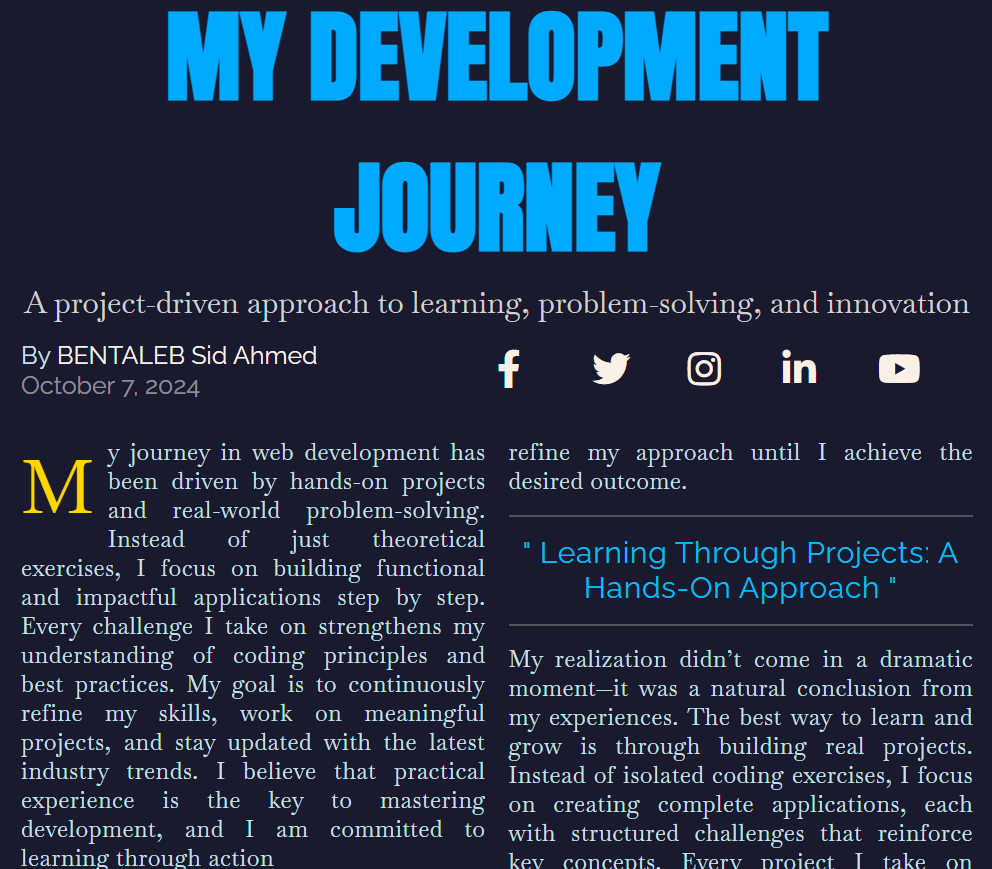 MY DEVELOPMENT
JOURNEY
A project-driven approach to learning, problem-solving, and innovation
By BENTALEB Sid Ahmed
October 7, 2024
My journey in web development has
been driven by hands-on projects
and real-world problem-solving.
Instead of just theoretical
exercises, I focus on building functional
and impactful applications step by step.
Every challenge I take on strengthens my
understanding of coding principles and
best practices. My goal is to continuously
refine my skills, work on meaningful
projects, and stay updated with the latest
industry trends. I believe that practical
experience is the key to mastering
development, and I am committed to
learning through action
refine my approach until I achieve the
desired outcome.
" Learning Through Projects: A
Hands-On Approach "
My realization didn’t come in a dramatic
moment—it was a natural conclusion from
my experiences. The best way to learn and
grow is through building real projects.
Instead of isolated coding exercises, I focus
on creating complete applications, each
with structured challenges that reinforce
key concepts. Every project I take on